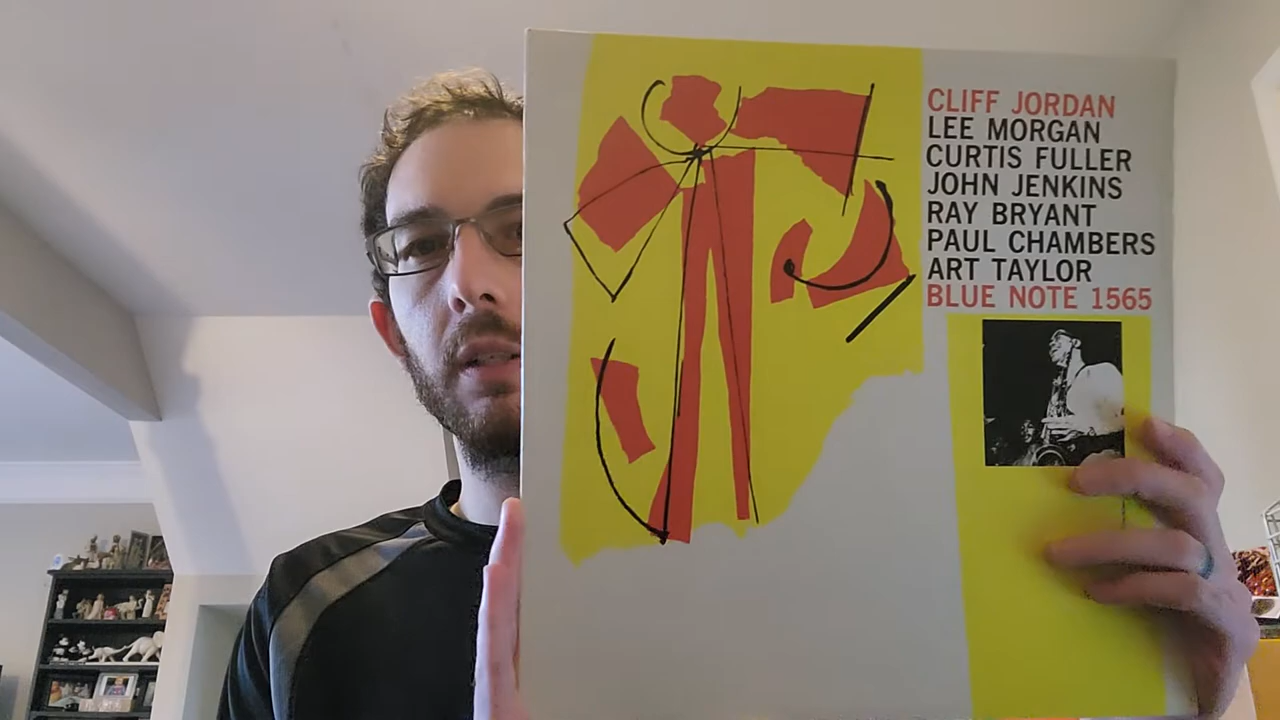 CLIFF JORDAN
LEE MORGAN
CURTIS FULLER
JOHN JENKINS
RAY BRYANT
PAUL CHAMBERS
ART TAYLOR
BLUE NOTE 1565